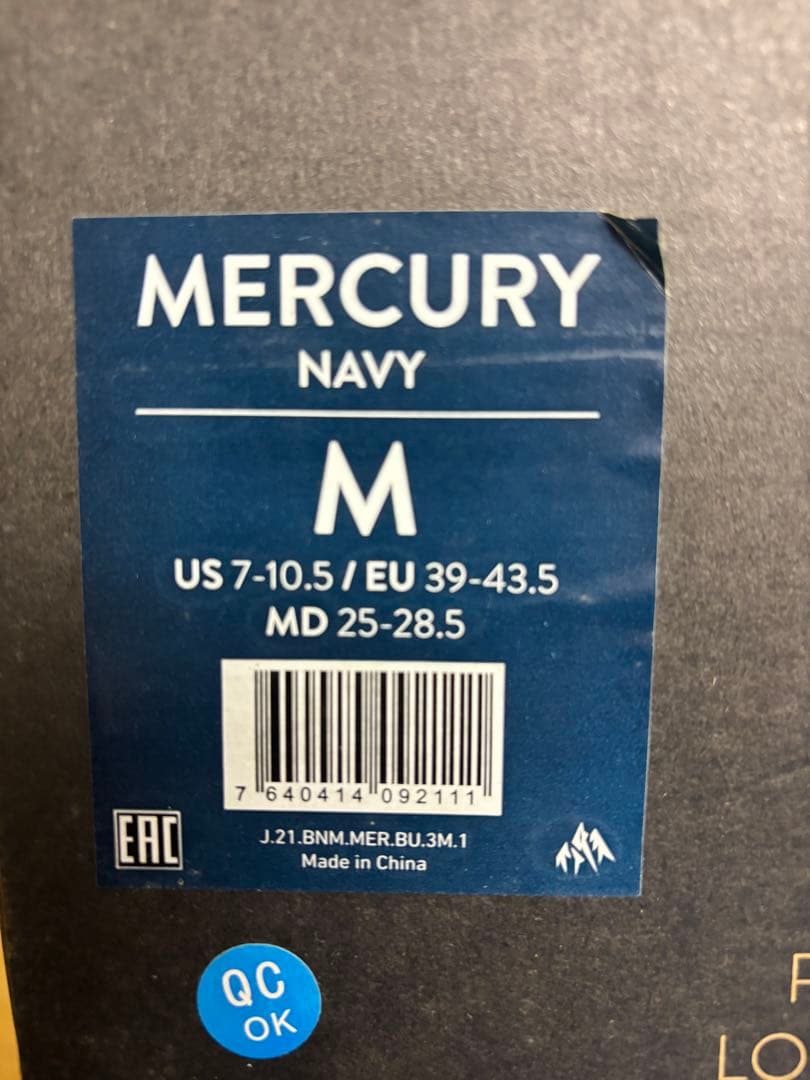 MERCURY
NAVY
M
US 7-10.5 / EU 39-43.5
MD 25-28.5
7 640414 092111
EAC
J.21.BNM.MER.BU.3M.1
Made in China
QC
OK
LO